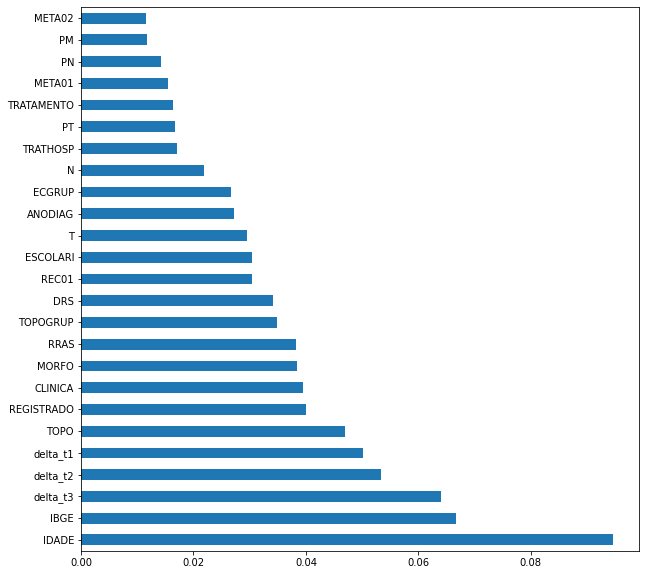 META02
PM
PN
META01
TRATAMENTO
PT
TRATHOSP
N
ECGRUP
ANODIAG
T
ESCOLARI
REC01
DRS
TOPOGRUP
RRAS
MORFO
CLINICA
REGISTRADO
TOPO
delta_t1
delta_t2
delta_t3
IBGE
IDADE
0.00 0.02 0.04 0.06 0.08